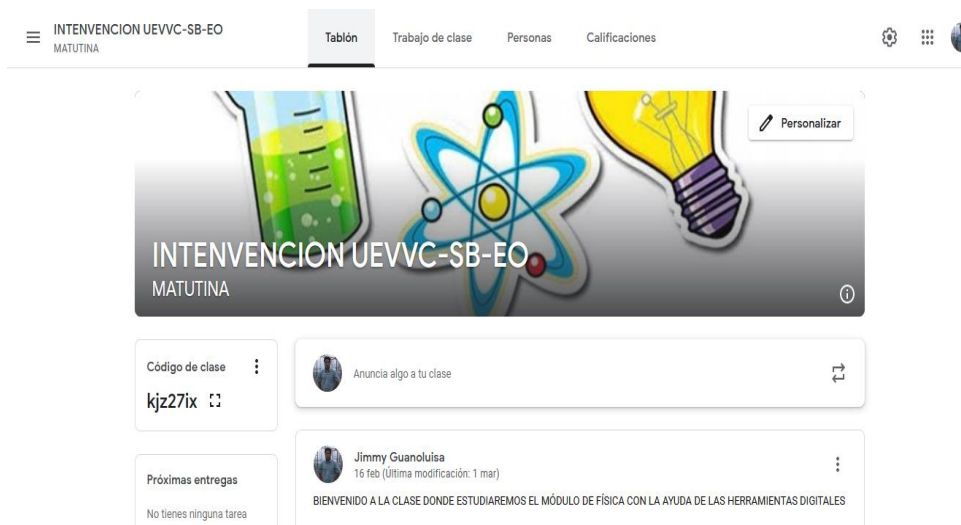 INTENVENCION UEVVC-SB-EO
MATUTINA
Tablón
Trabajo de clase
Personas
Calificaciones
Personalizar
INTENVENCION UEVVC-SB-EO
MATUTINA
Código de clase
kjz27ix
Anuncia algo a tu clase
Próximas entregas
No tienes ninguna tarea
Jimmy Guanoluisa
16 feb (Última modificación: 1 mar)
BIENVENIDO A LA CLASE DONDE ESTUDIAREMOS EL MÓDULO DE FÍSICA CON LA AYUDA DE LAS HERRAMIENTAS DIGITALES